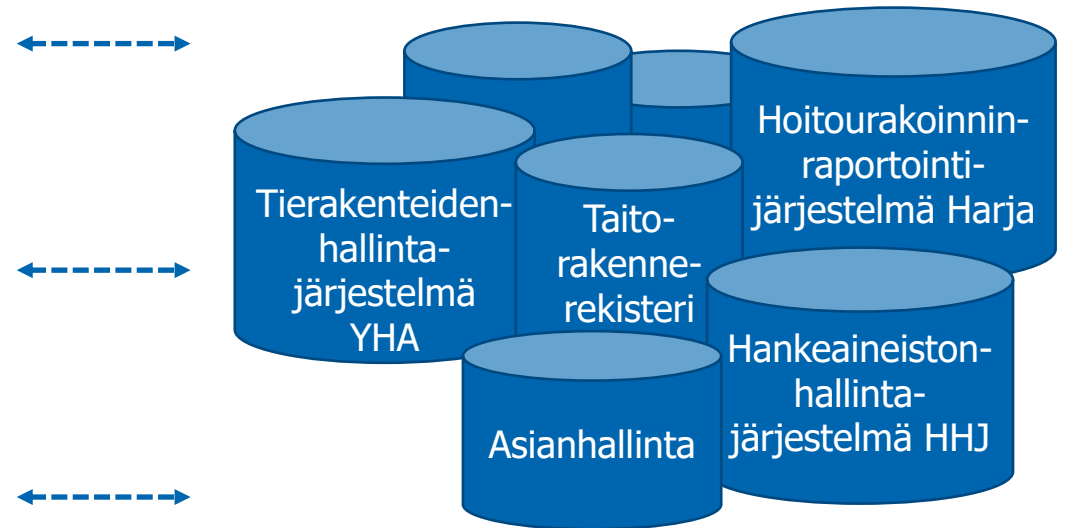 Hoitourakoinnin-
raportointi-
järjestelmä Harja
Tierakenteiden-
hallinta-
järjestelmä
YHA
Taito-
rakenne-
rekisteri
Hankeaineiston-
hallinta-
järjestelmä HHJ
Asianhallinta